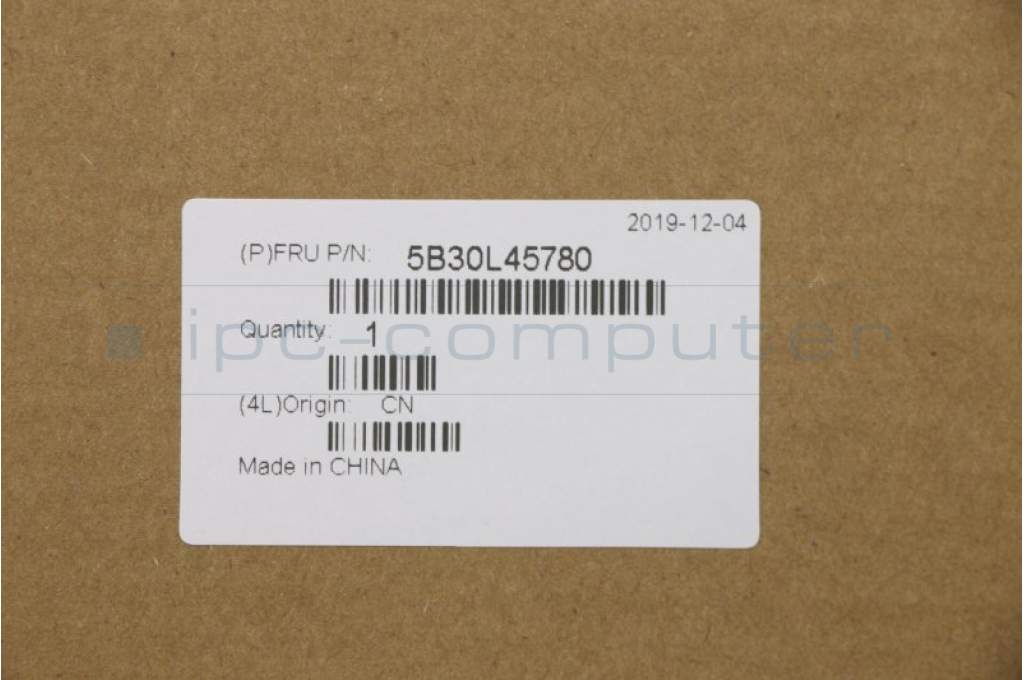 2019-12-04
(P)FRU P/N: 5B30L45780
Quantity: 1
ipc-computer
(4L)Origin: CN
Made in CHINA